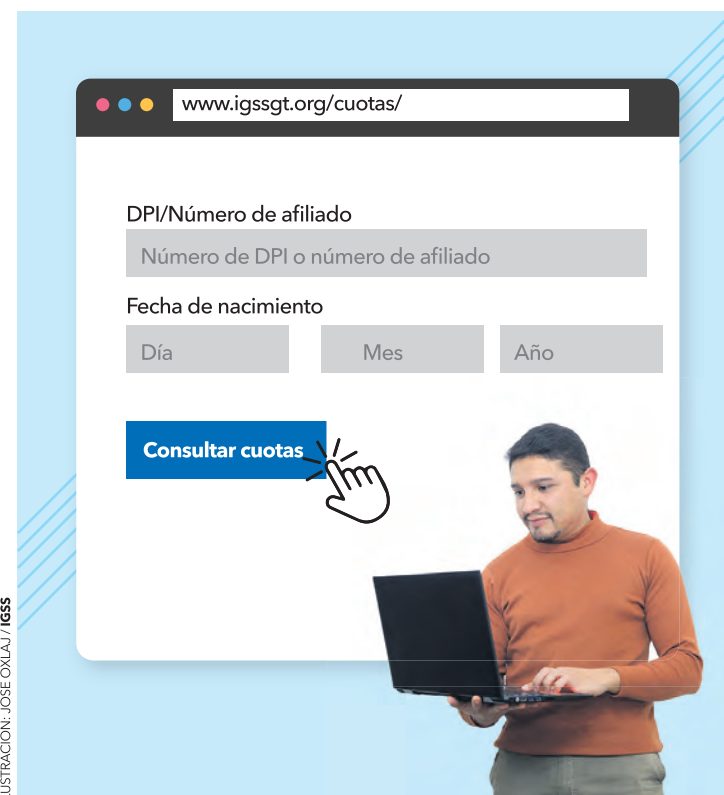 www.igssgt.org/cuotas/
DPI/Número de afiliado
Número de DPI o número de afiliado
Fecha de nacimiento
Día Mes Año
Consultar cuotas
JOSE OXLAJ / IGSS